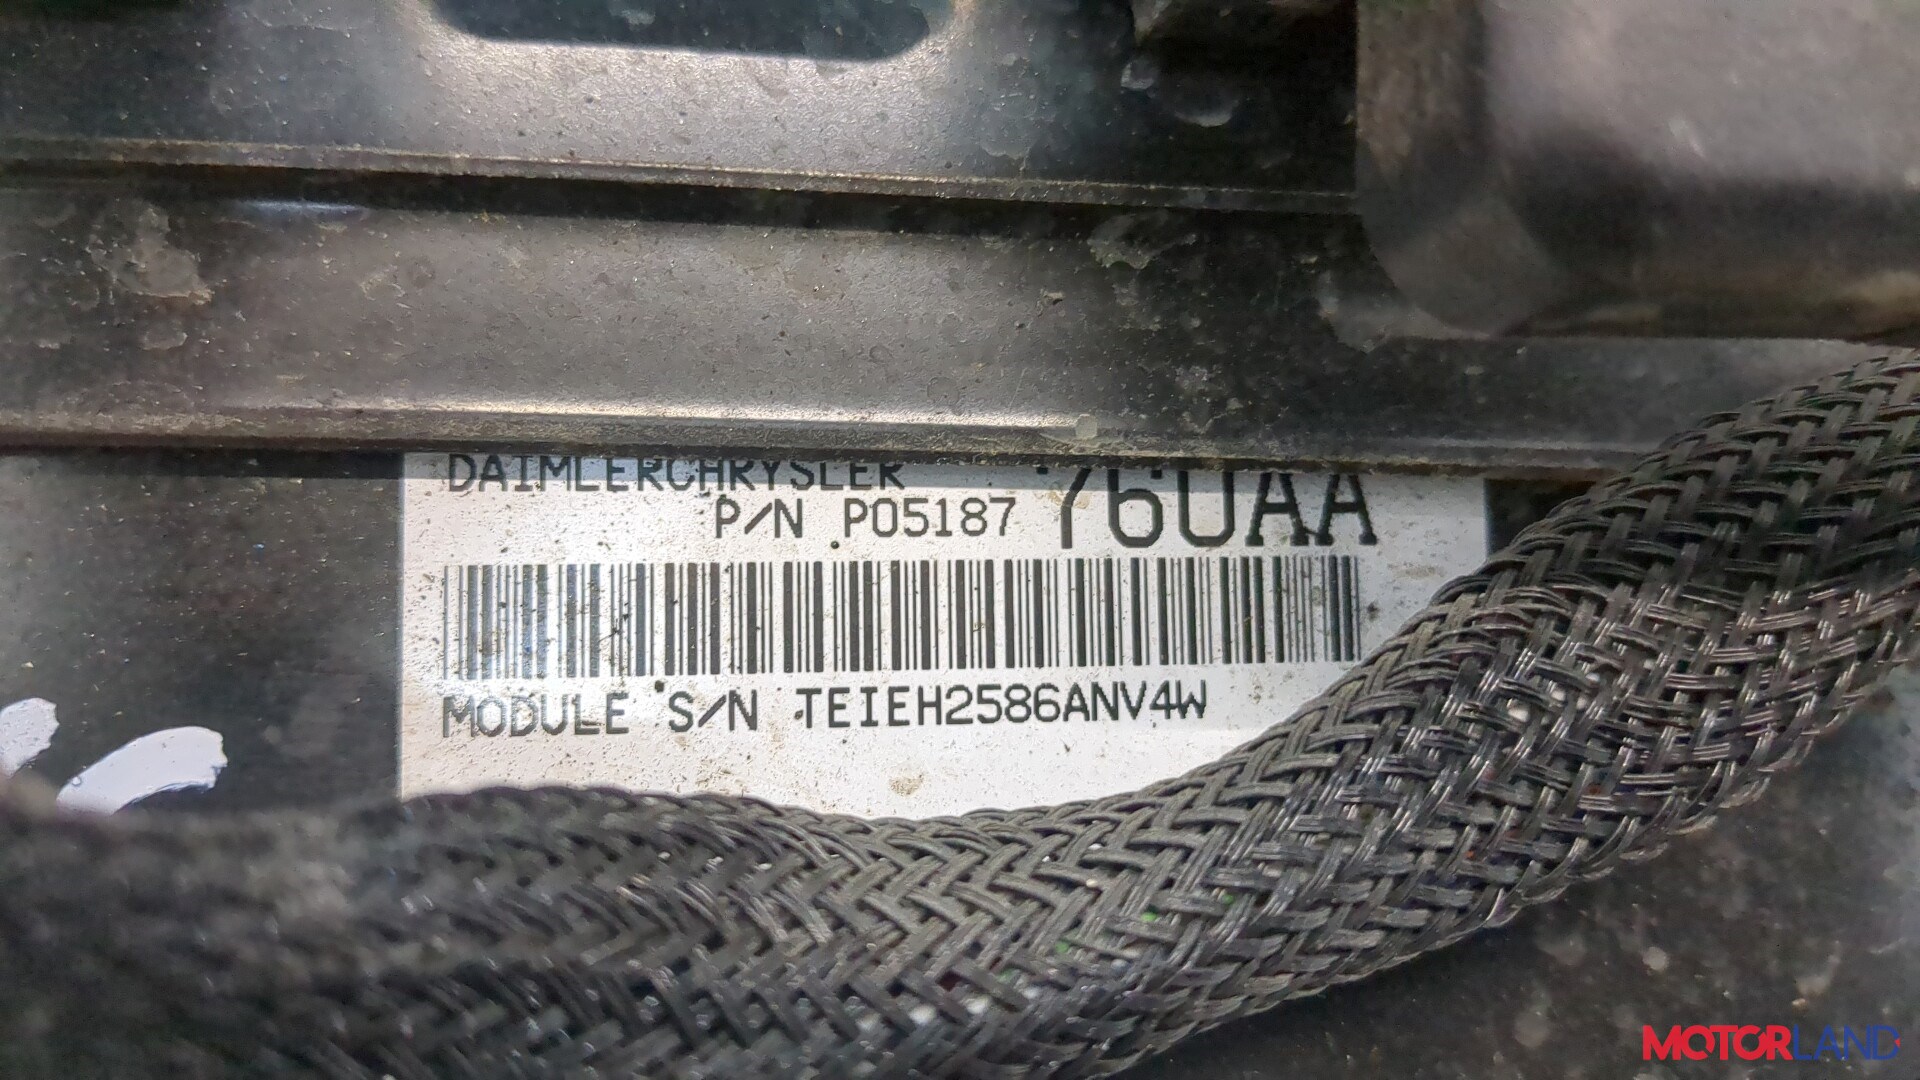 DAIMLERCHRYSLER
P/N P05187 760AA
MODULE S/N TEIEH2586ANV4W
MOTORLAND